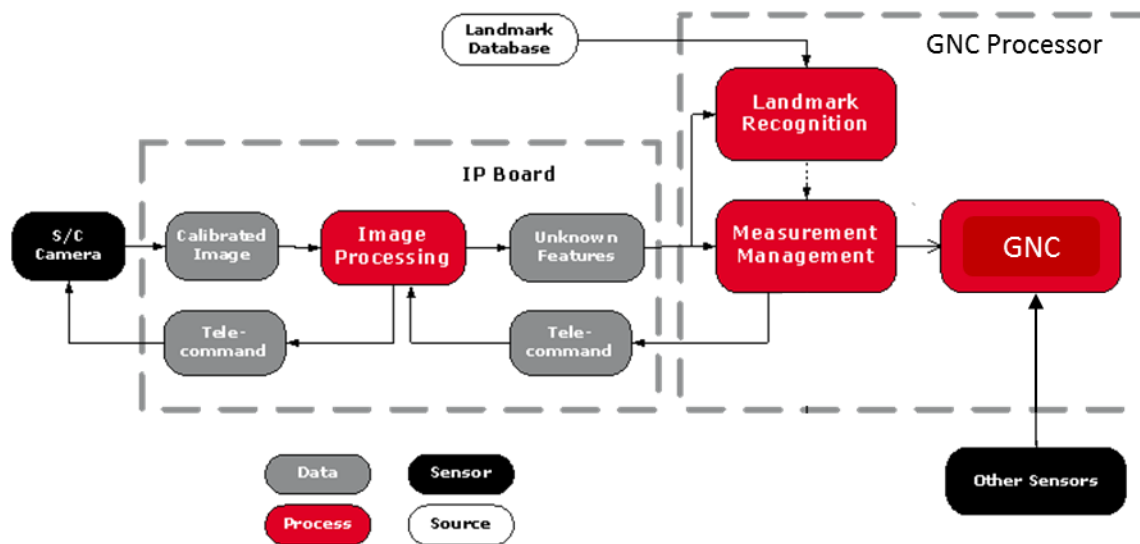 Landmark
Database
GNC Processor
Landmark
Recognition
IP Board
S/C
Camera
Calibrated
Image
Image
Processing
Unknown
Features
Measurement
Management
GNC
Tele-
command
Tele-
command
Data
Sensor
Other Sensors
Process
Source